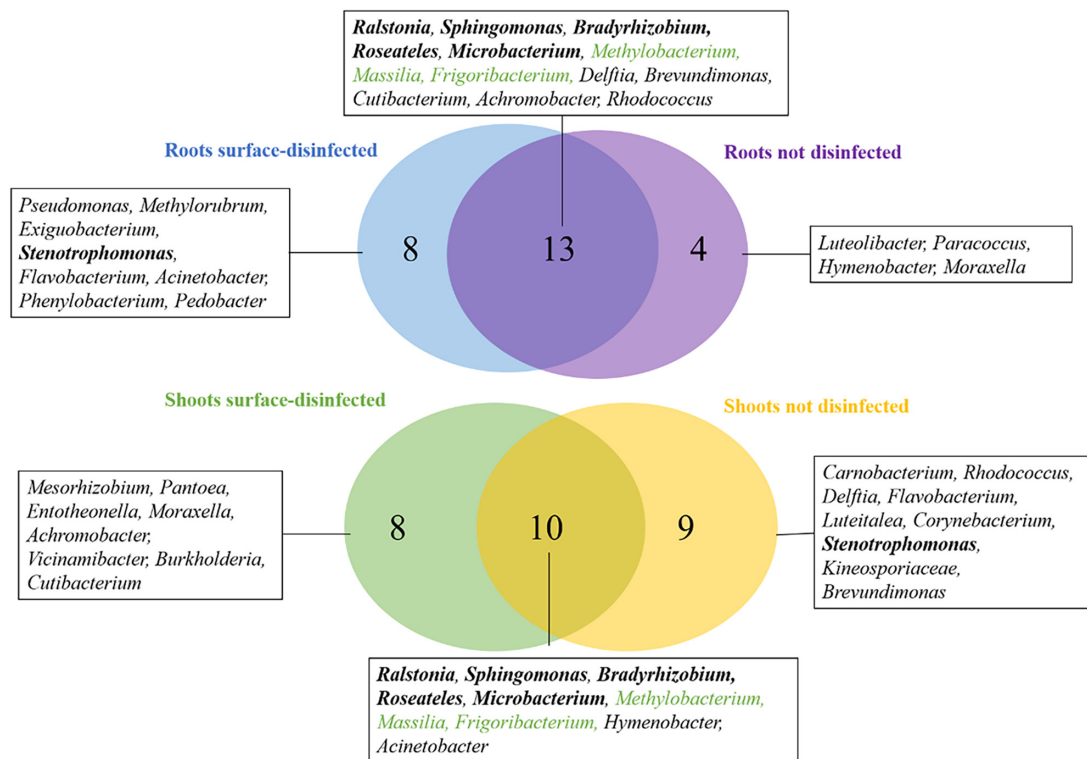 Ralstonia, Sphingomonas, Bradyrhizobium,
Roseateles, Microbacterium, Methylobacterium,
Massilia, Frigoribacterium, Delftia, Brevundimonas,
Cutibacterium, Achromobacter, Rhodococcus
Roots surface-disinfected
Roots not disinfected
Pseudomonas, Methylorubrum,
Exiguobacterium,
Stenotrophomonas,
Flavobacterium, Acinetobacter,
Phenylobacterium, Pedobacter
8
13
4
Luteolibacter, Paracoccus,
Hymenobacter, Moraxella
Shoots surface-disinfected
Shoots not disinfected
Mesorhizobium, Pantoea,
Entotheonella, Moraxella,
Achromobacter,
Vicinamibacter, Burkholderia,
Cutibacterium
8
10
9
Carnobacterium, Rhodococcus,
Delftia, Flavobacterium,
Luteitalea, Corynebacterium,
Stenotrophomonas,
Kineosporiaceae,
Brevundimonas
Ralstonia, Sphingomonas, Bradyrhizobium,
Roseateles, Microbacterium, Methylobacterium,
Massilia, Frigoribacterium, Hymenobacter,
Acinetobacter